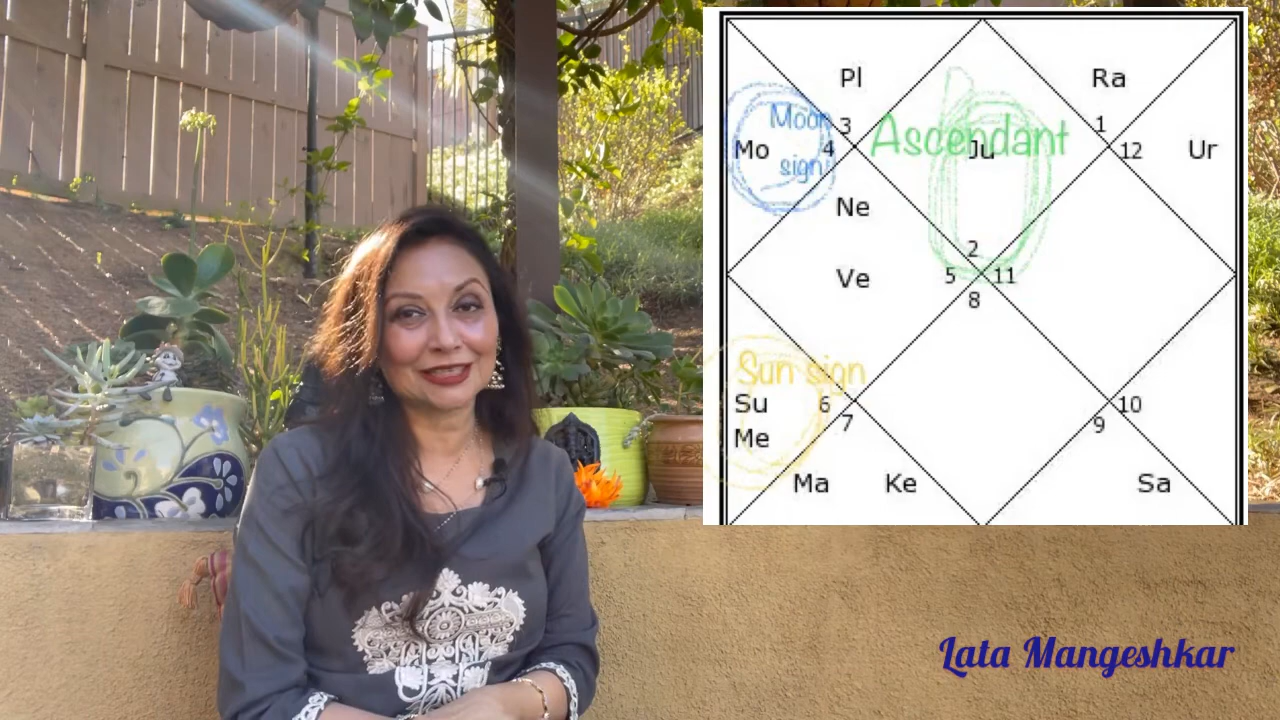 Pl
Ra
Moon
3
Ascendant
1
Mo
4
Ju
12
Ur
sign
Ne
2
Ve
5
11
8
Sun sign
Su
6
10
Me
7
9
Ma
Ke
Sa
Lata Mangeshkar